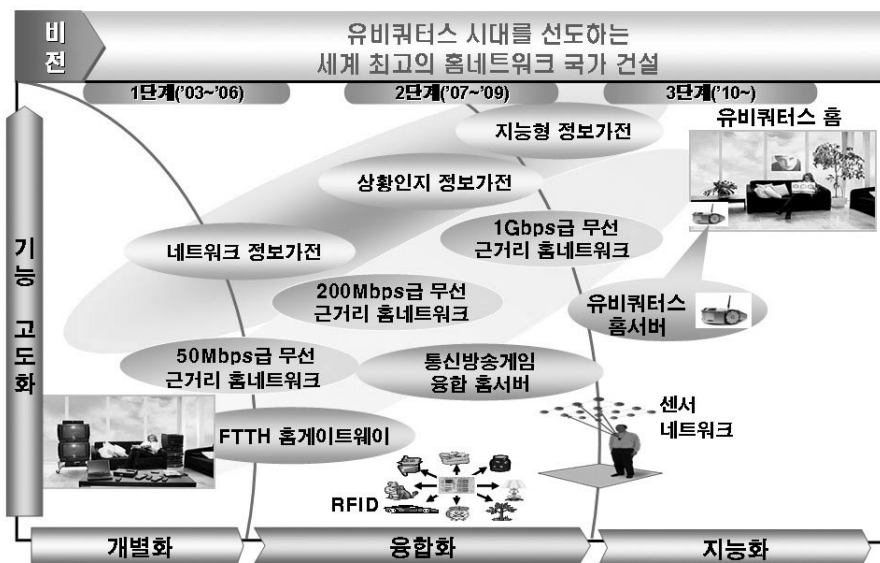 비
전
유비쿼터스 시대를 선도하는
세계 최고의 홈네트워크 국가 건설
1단계('03~'06)
2단계('07~'09)
3단계('10~)
지능형 정보가전
유비쿼터스 홈
상황인지 정보가전
1Gbps급 무선
근거리 홈네트워크
네트워크 정보가전
200Mbps급 무선
근거리 홈네트워크
유비쿼터스
홈서버
50Mbps급 무선
근거리 홈네트워크
통신방송게임
융합 홈서버
센서
네트워크
FTTH 홈게이트웨이
RFID
기
능
고
도
화
개별화
융합화
지능화